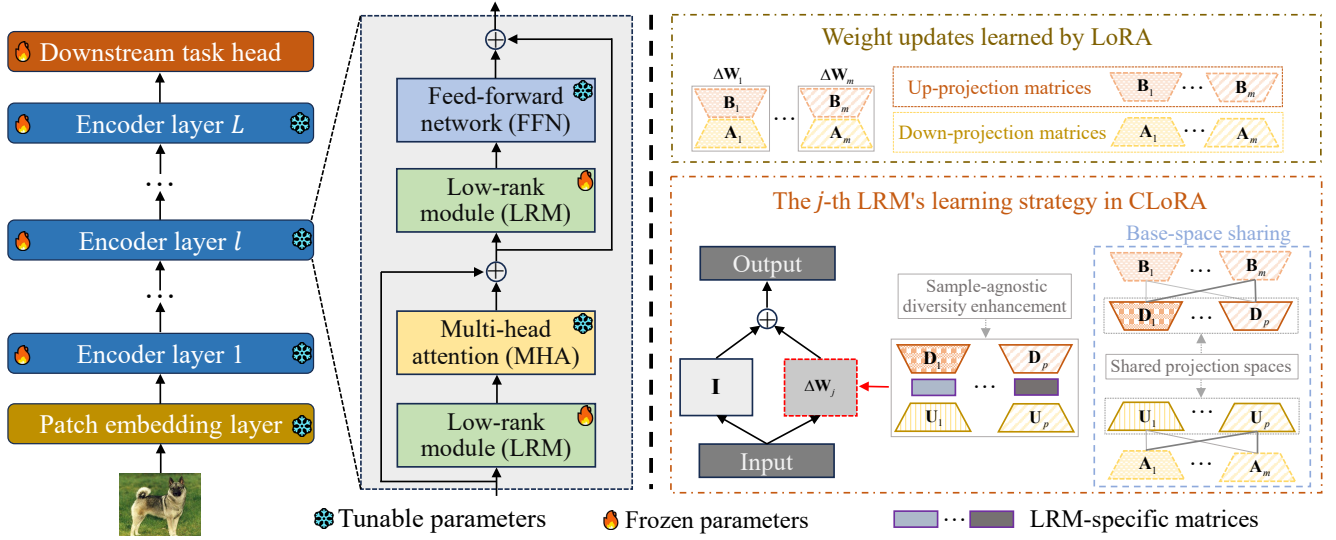 Downstream task head
Encoder layer L
...
Encoder layer l
...
Encoder layer 1
Patch embedding layer
Feed-forward
network (FFN)
Low-rank
module (LRM)
Multi-head
attention (MHA)
Low-rank
module (LRM)
Weight updates learned by LoRA
ΔW₁ ΔWₘ
B₁ ... Bₘ
A₁ Aₘ
Up-projection matrices B₁ ... Bₘ
Down-projection matrices A₁ ... Aₘ
The j-th LRM's learning strategy in CLoRA
Output
I
ΔWⱼ
Input
Sample-agnostic
diversity enhancement
D₁ Dₚ
...
U₁ Uₚ
Base-space sharing
B₁ ... Bₘ
D₁ ... Dₚ
Shared projection spaces
U₁ ... Uₚ
A₁ ... Aₘ
Tunable parameters
Frozen parameters
... LRM-specific matrices